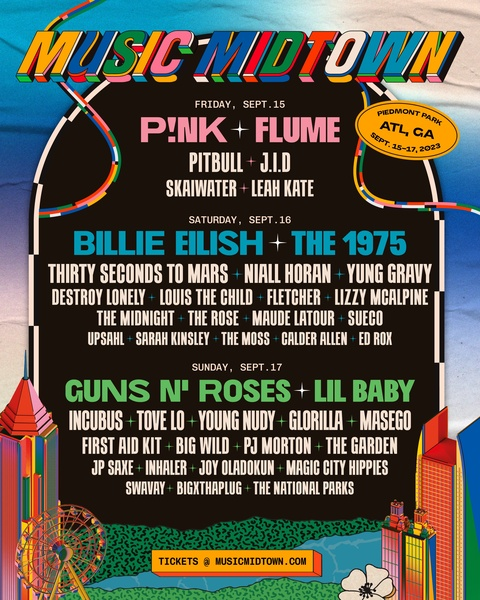 MUSIC MIDTOWN
PIEDMONT PARK
ATL, GA
SEPT. 15-17, 2023
FRIDAY, SEPT.15
P!NK + FLUME
PITBULL + J.I.D
SKAIWATER + LEAH KATE
SATURDAY, SEPT.16
BILLIE EILISH + THE 1975
THIRTY SECONDS TO MARS + NIALL HORAN + YUNG GRAVY
DESTROY LONELY + LOUIS THE CHILD + FLETCHER + LIZZY MCALPINE
THE MIDNIGHT + THE ROSE + MAUDE LATOUR + SUECO
UPSAHL + SARAH KINSLEY + THE MOSS + CALDER ALLEN + ED ROX
SUNDAY, SEPT.17
GUNS N' ROSES + LIL BABY
INCUBUS + TOVE LO + YOUNG NUDY + GLORILLA + MASEGO
FIRST AID KIT + BIG WILD + PJ MORTON + THE GARDEN
JP SAXE + INHALER + JOY OLADOKUN + MAGIC CITY HIPPIES
SWAVAY + BIGXTHAPLUG + THE NATIONAL PARKS
TICKETS @ MUSICMIDTOWN.COM